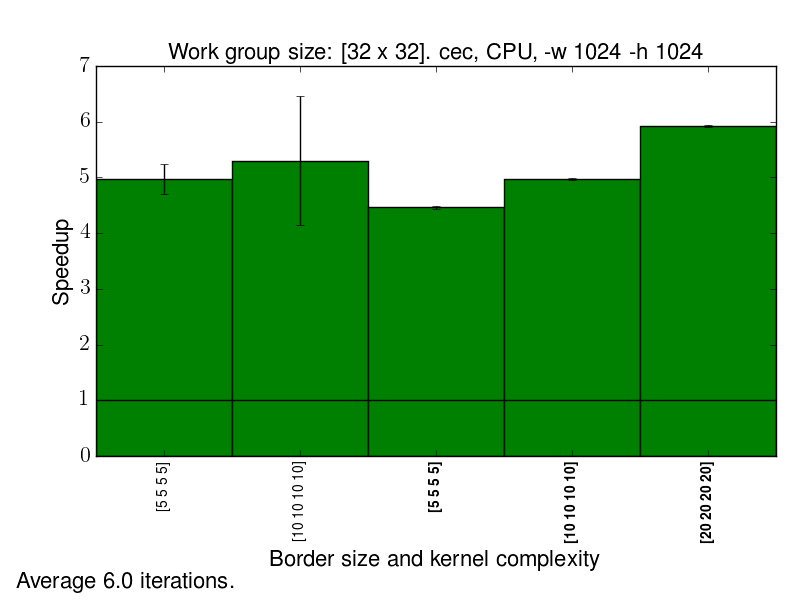 Work group size: [32 x 32]. cec, CPU, -w 1024 -h 1024
7
6
5
4
3
2
1
0
Speedup
[5 5 5 5]
[10 10 10 10]
[5 5 5 5]
[10 10 10 10]
[20 20 20 20]
Border size and kernel complexity
Average 6.0 iterations.